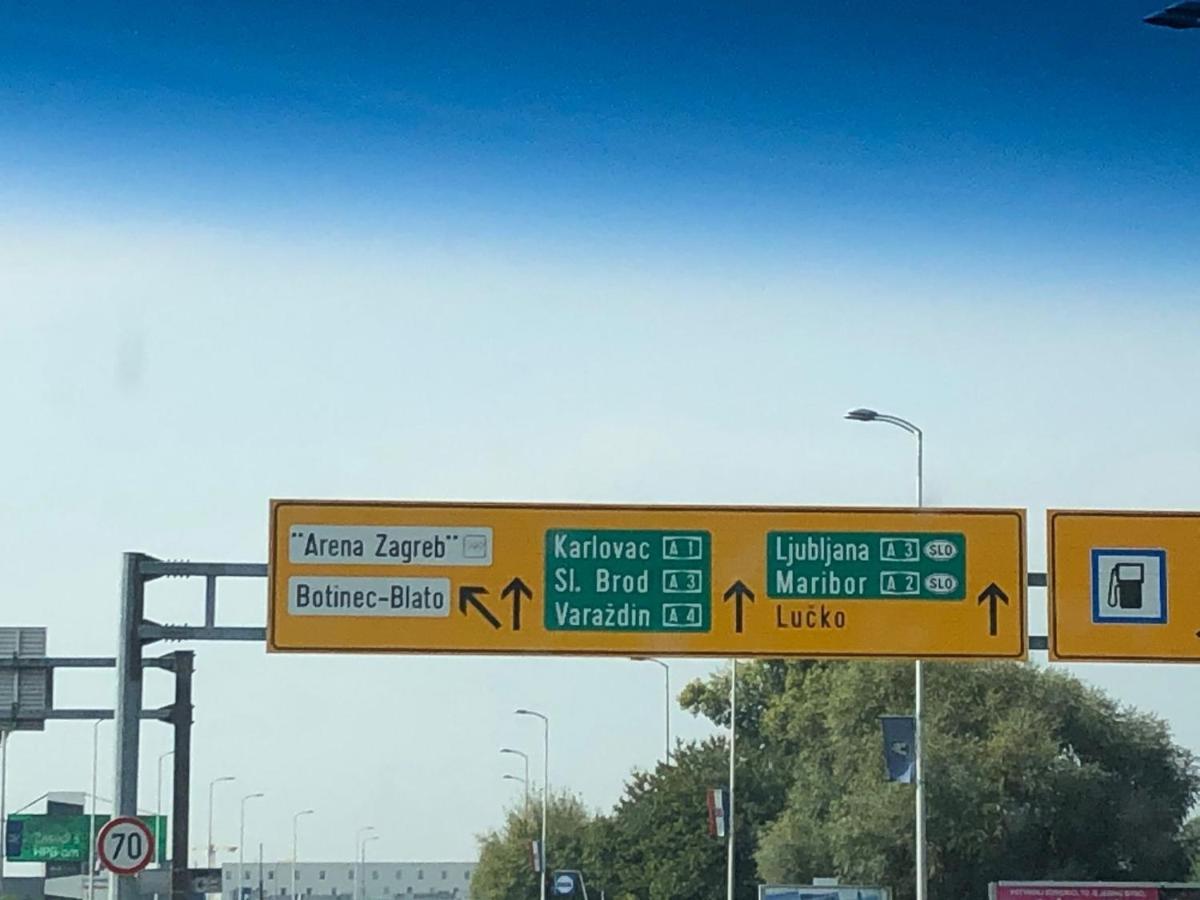 "Arena Zagreb"
Botinec-Blato
Karlovac A 1
Sl. Brod A 3
Varaždin A 4
Ljubljana A 3 SLO
Maribor A 2 SLO
Lučko
70